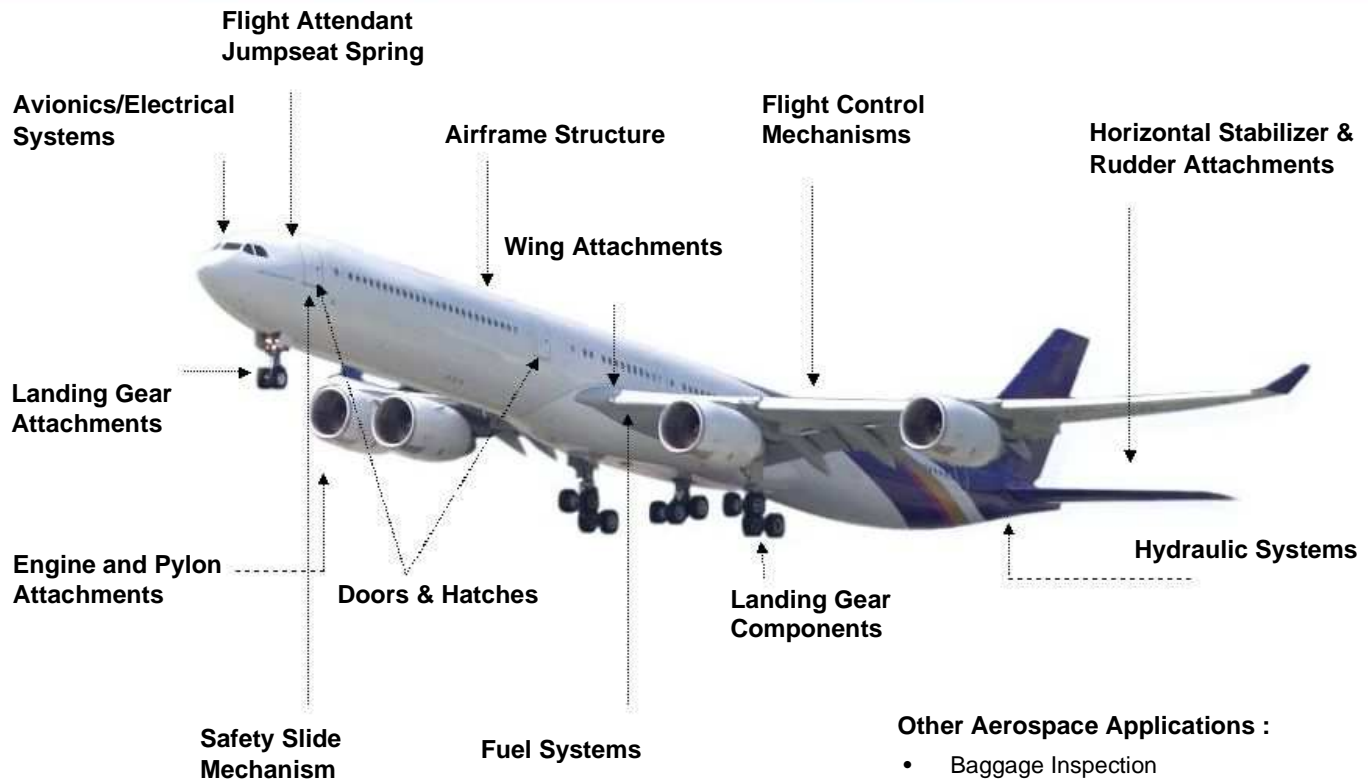 Flight Attendant
Jumpseat Spring
Avionics/Electrical
Systems
Airframe Structure
Flight Control
Mechanisms
Horizontal Stabilizer &
Rudder Attachments
Wing Attachments
Landing Gear
Attachments
Engine and Pylon
Attachments
Doors & Hatches
Landing Gear
Components
Hydraulic Systems
Safety Slide
Mechanism
Fuel Systems
Other Aerospace Applications :
• Baggage Inspection